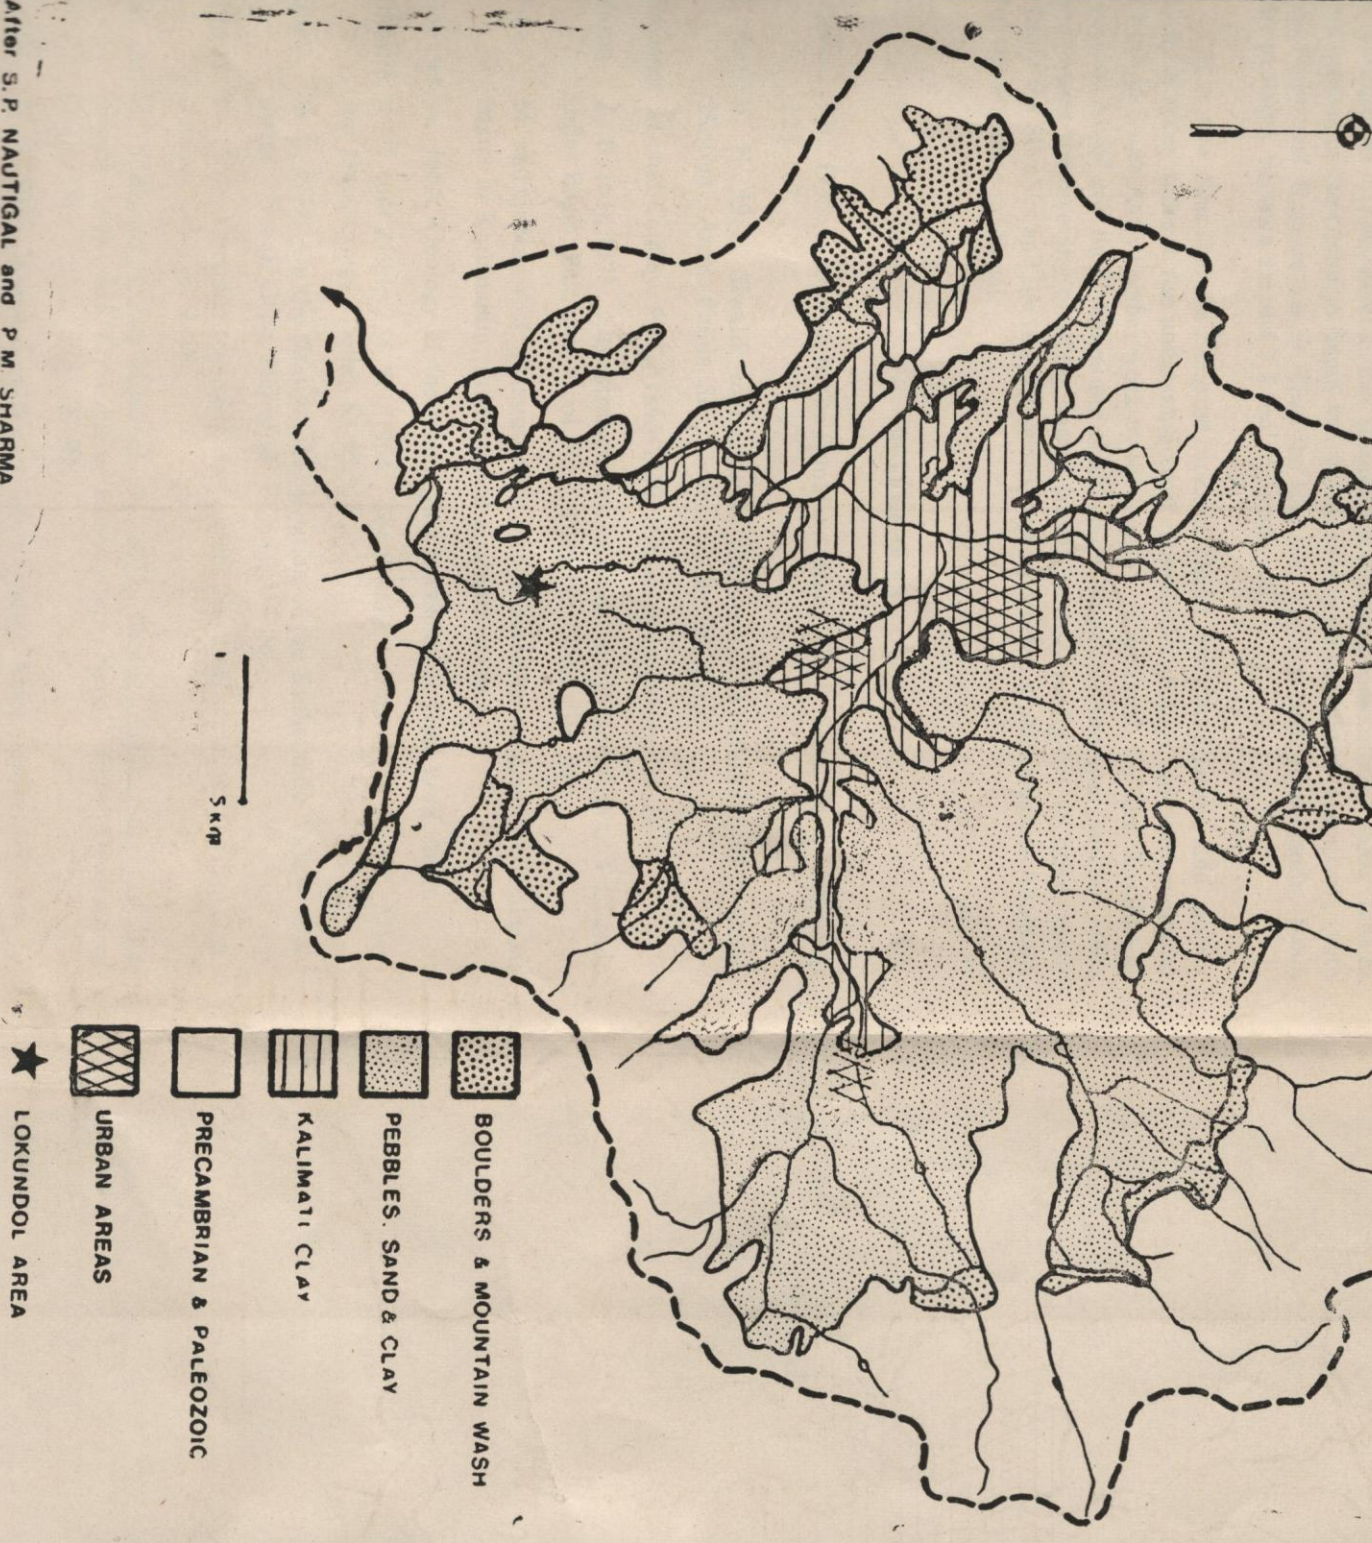 5 km
BOULDERS & MOUNTAIN WASH
PEBBLES. SAND & CLAY
KALIMATI CLAY
PRECAMBRIAN & PALEOZOIC
URBAN AREAS
LOKUNDOL AREA
After S. P. NAUTIGAL and P M SHARMA